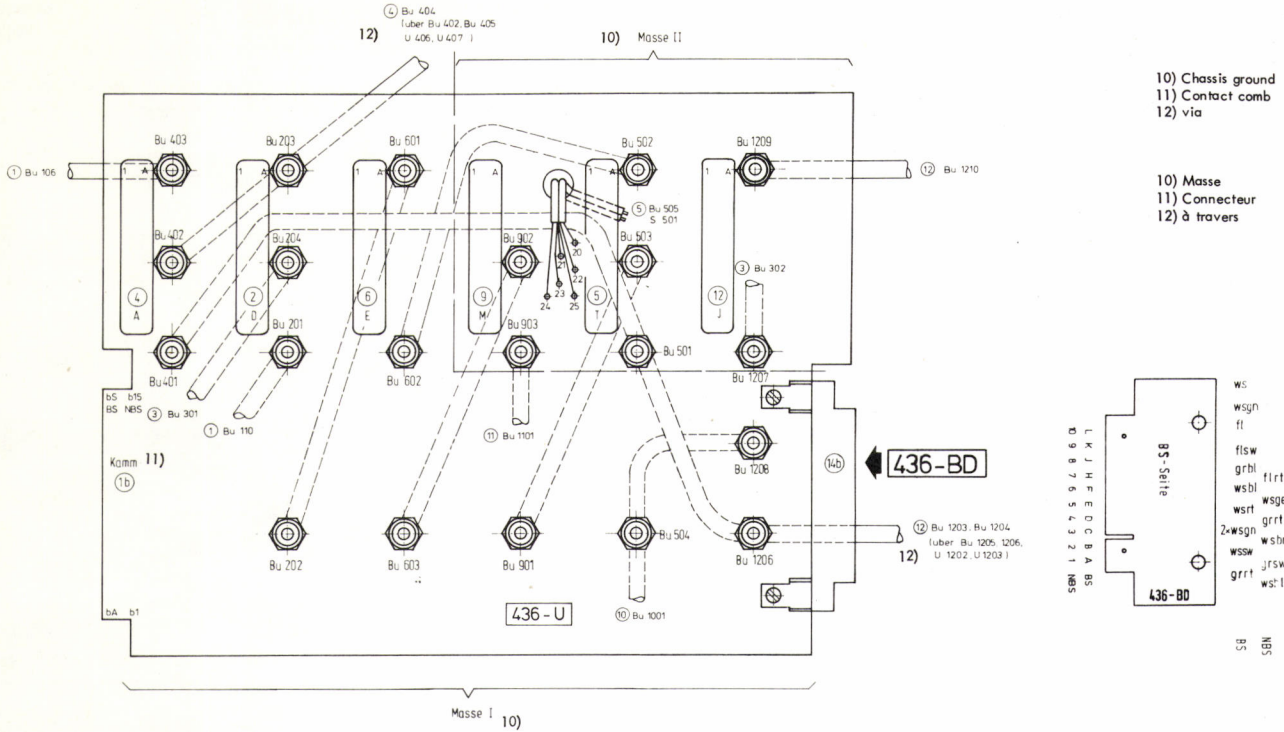 ④ Bu 404
12) (uber Bu 402, Bu 405
U 406, U 407 )
10) Masse II
10) Chassis ground
11) Contact comb
12) via
10) Masse
11) Connecteur
12) à travers
Bu 403
Bu 203
Bu 601
Bu 502
Bu 1209
① Bu 106
1 A
1 A
1 A
1 A
1 A
1 A
⑫ Bu 1210
⑤ Bu 505
S 501
Bu 402
Bu 204
Bu 902
Bu 503
20
21
22
23
24
25
③ Bu 302
④
A
②
D
⑥
E
⑨
M
⑤
T
⑫
J
Bu 201
Bu 903
Bu 401
Bu 602
Bu 501
Bu 1207
bS b15
BS NBS
③ Bu 301
① Bu 110
⑪ Bu 1101
Kamm 11)
1b
Bu 1208
14b
436-BD
Bu 202
Bu 603
Bu 901
Bu 504
Bu 1206
⑫ Bu 1203, Bu 1204
(uber Bu 1205, 1206,
12) U 1202, U 1203 )
bA b1
436-U
⑩ Bu 1001
Masse I 10)
10 9 8 7 6 5 4 3 2 1 NBS
L K J H F E D C B A BS
BS-Seite
436-BD
ws
wsgn
fl
flsw
grbl
flrt
wsbl
wsge
wsrt
grrt
2×wsgn
wssw
grsw
grrt
BS
NBS